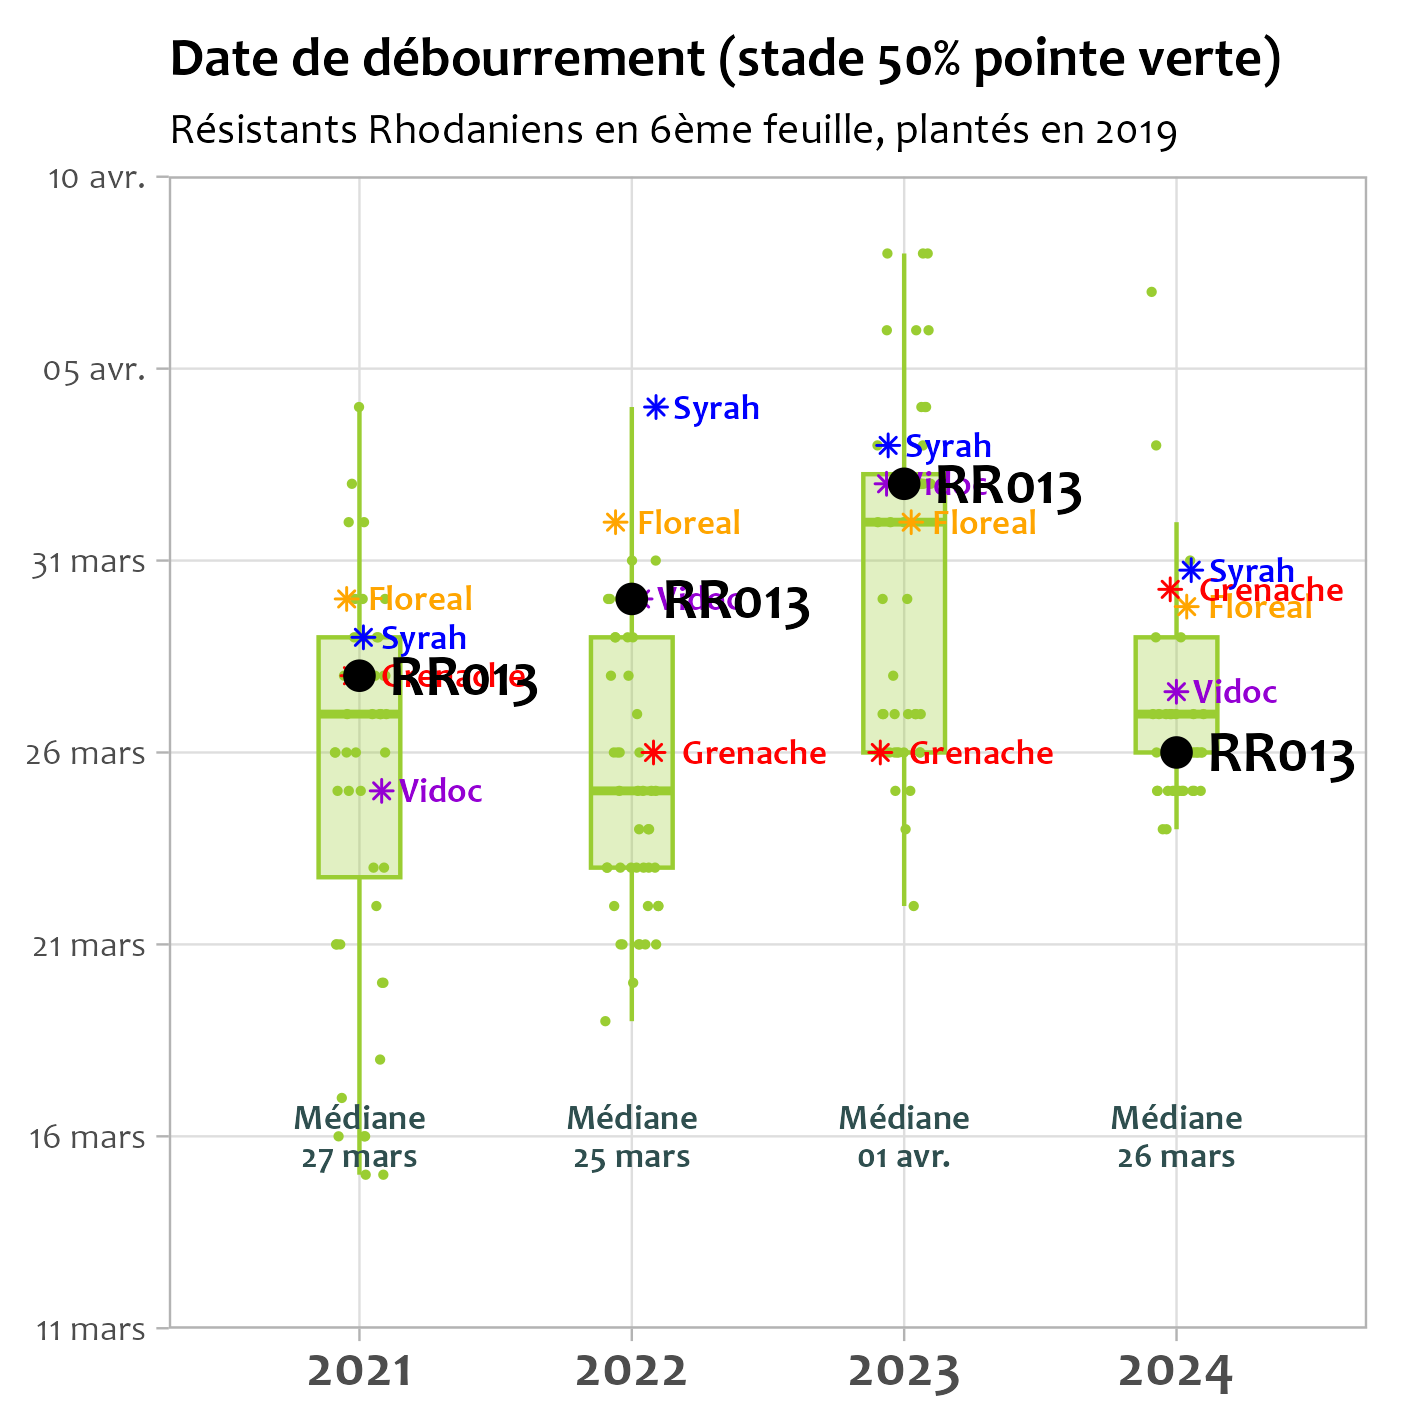 Date de débourrement (stade 50% pointe verte)
Résistants Rhodaniens en 6ème feuille, plantés en 2019
10 avr.
05 avr.
31 mars
26 mars
21 mars
16 mars
11 mars
Floreal
Syrah
Grenache
RR013
Vidoc
Médiane
27 mars
Syrah
Floreal
Vidoc
RR013
Grenache
Médiane
25 mars
Syrah
Vidoc
RR013
Floreal
Grenache
Médiane
01 avr.
Syrah
Grenache
Floreal
Vidoc
RR013
Médiane
26 mars
2021
2022
2023
2024